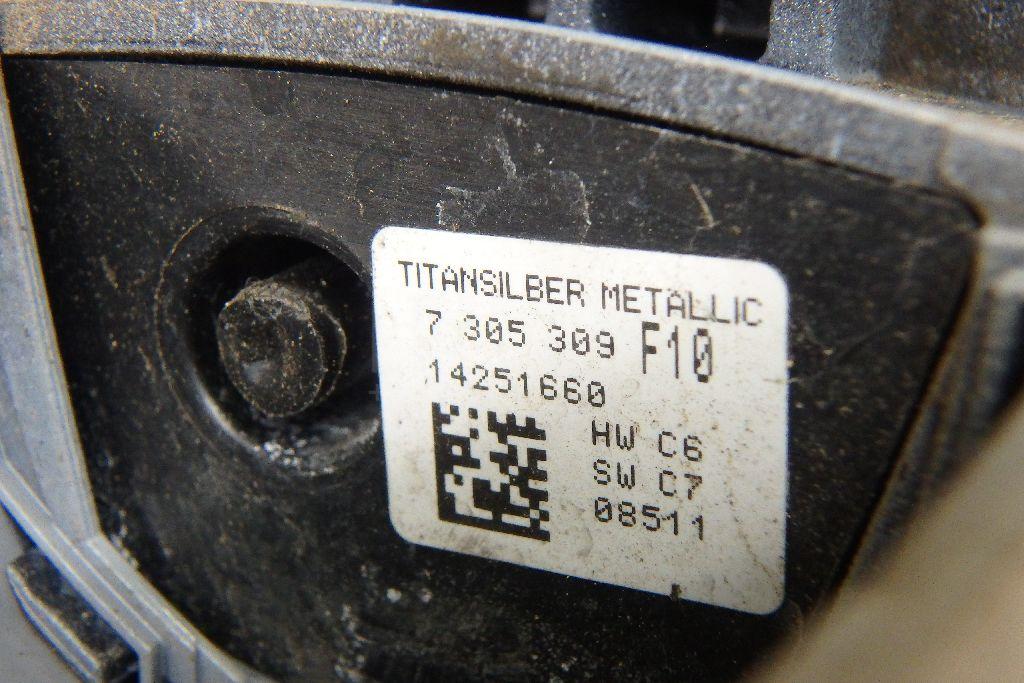 TITANSILBER METALLIC
7 305 309 F10
14251660
HW C6
SW C7
08511